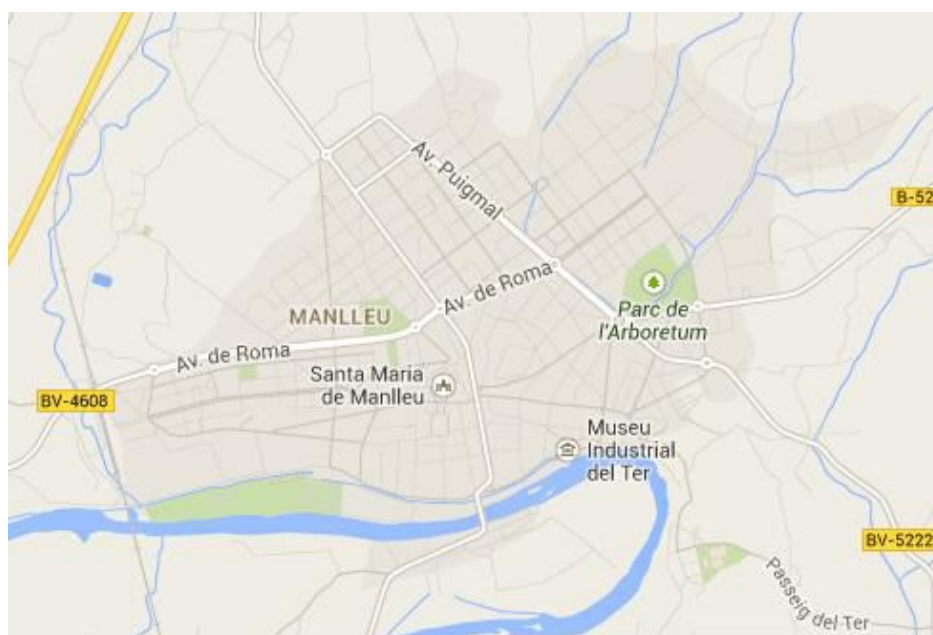 Av. Puigmal
B-52
Av. de Roma
MANLLEU
Parc de
l'Arboretum
Av. de Roma
Santa Maria
de Manlleu
BV-4608
Museu
Industrial
del Ter
BV-5222
Passeig del Ter